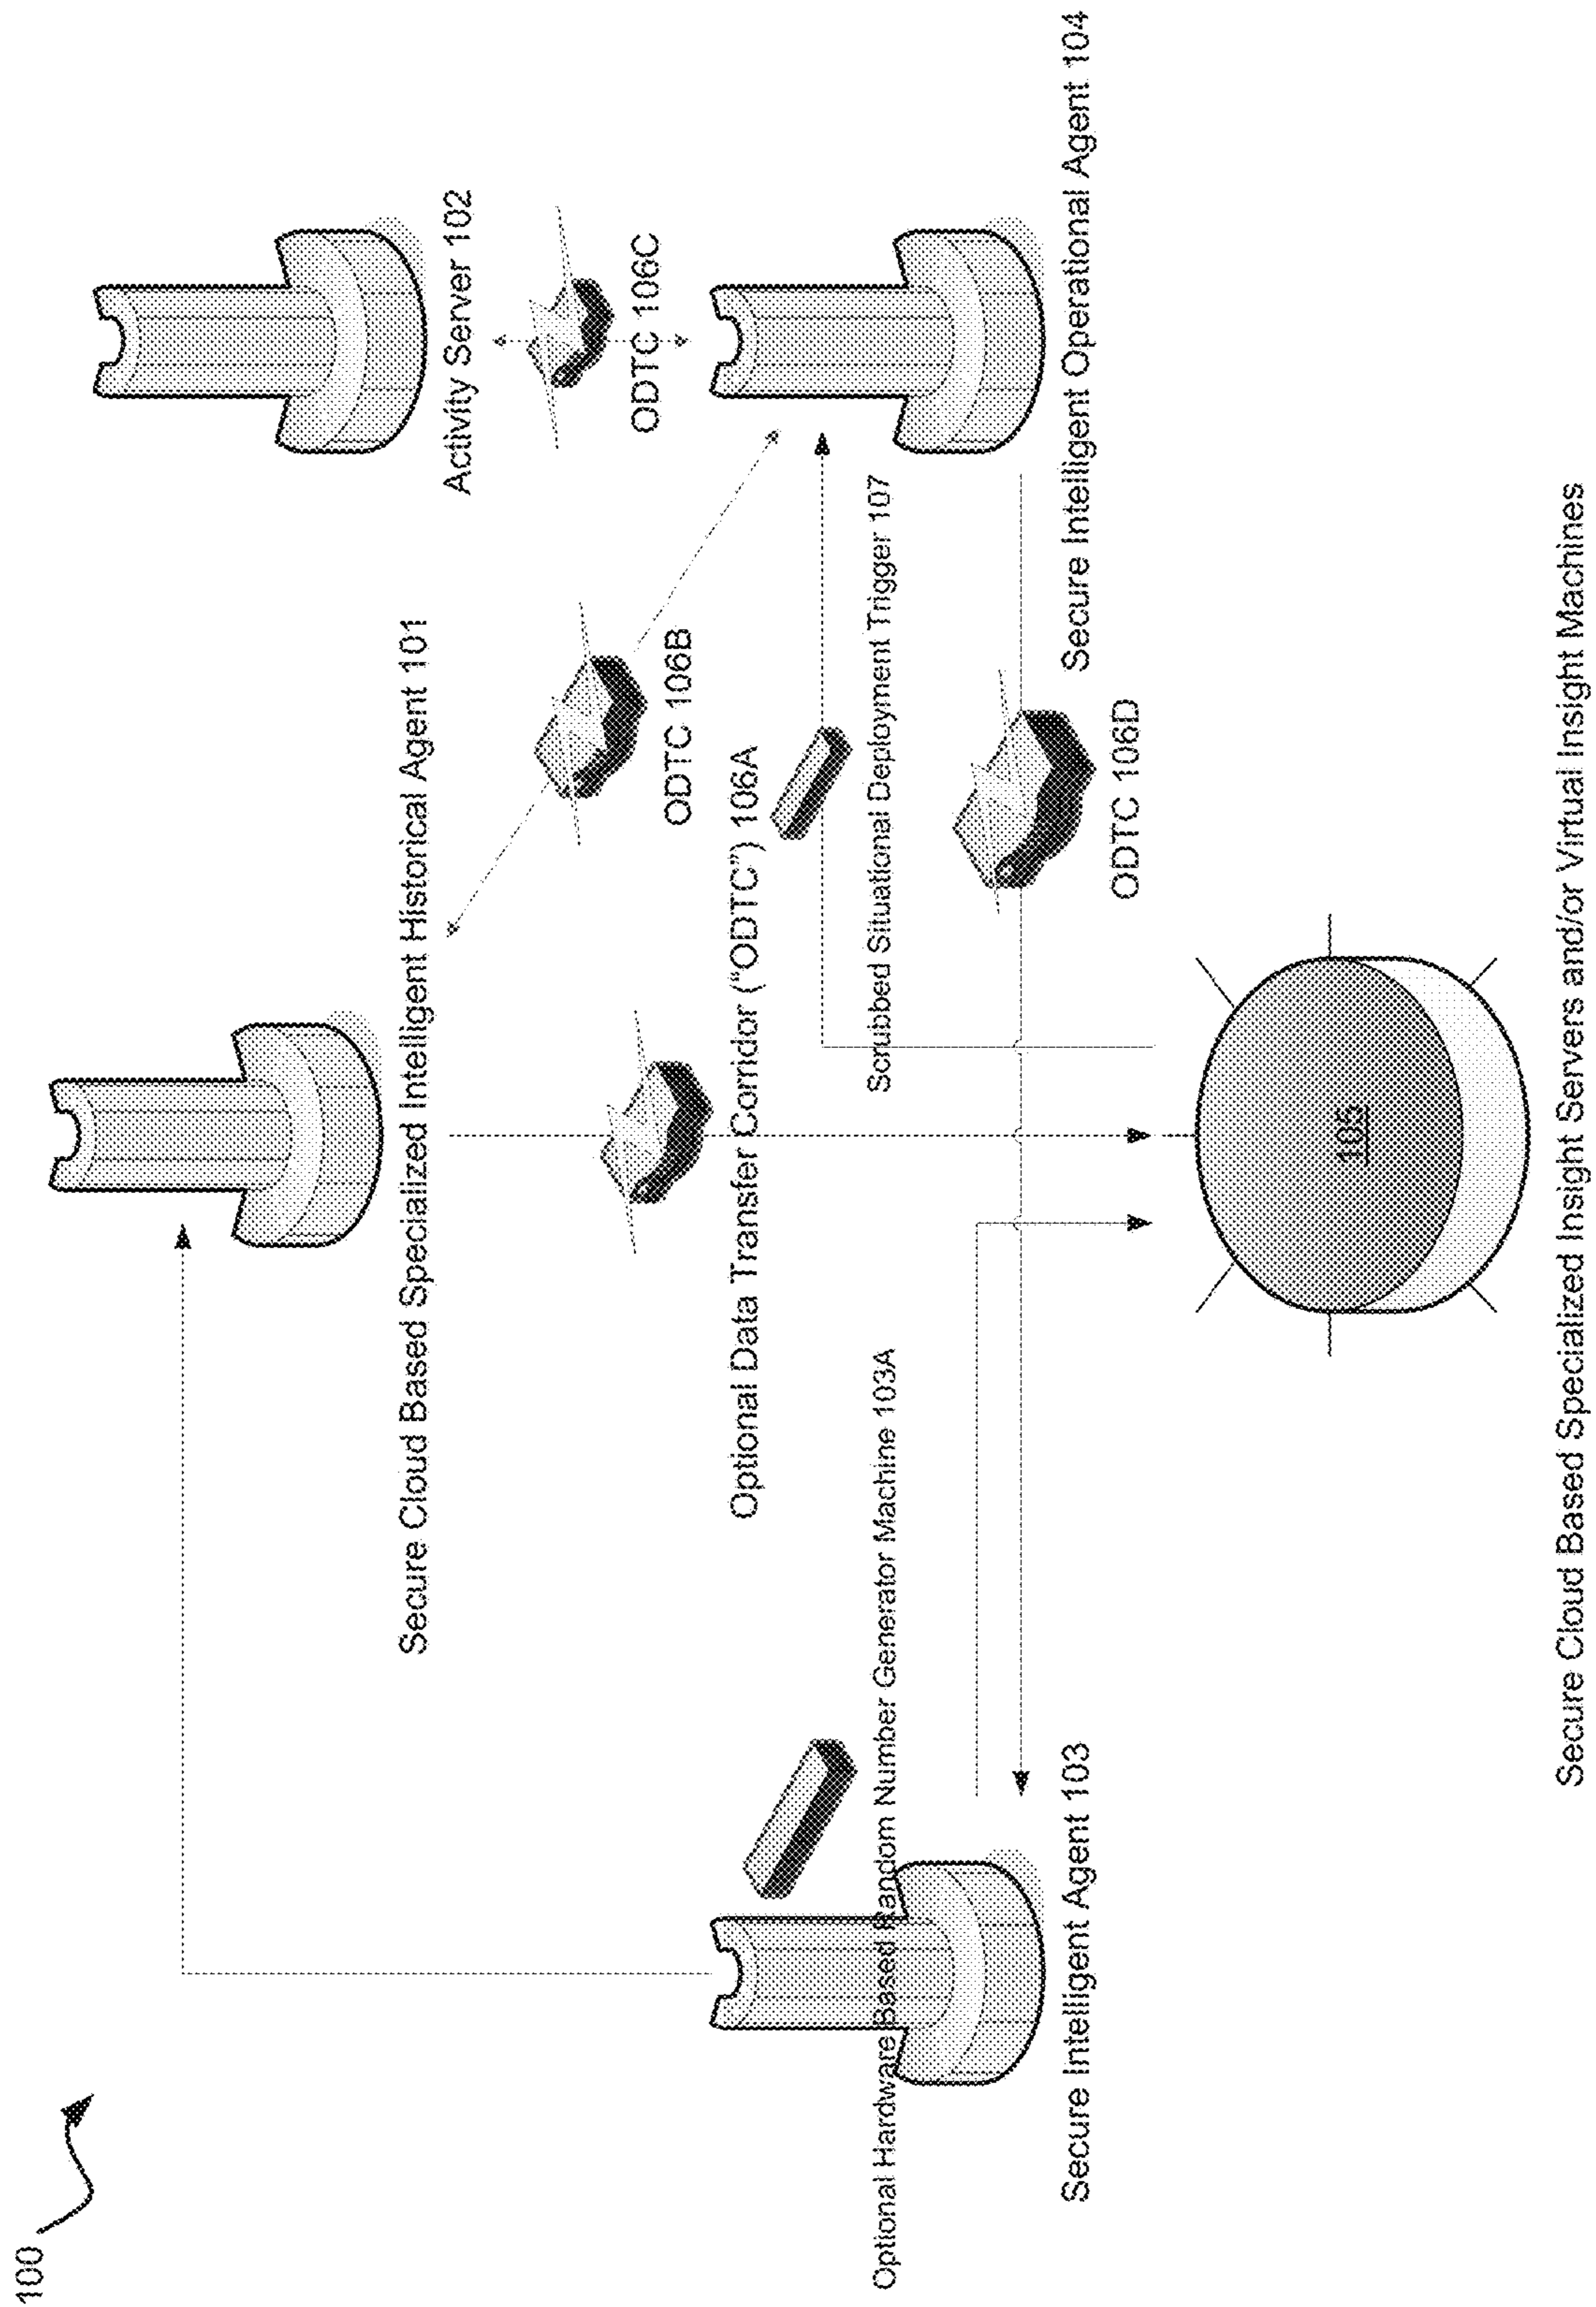 100
Secure Cloud Based Specialized Intelligent Historical Agent 101
Activity Server 102
ODTC 106C
ODTC 106B
Optional Data Transfer Corridor (“ODTC”) 106A
Optional Hardware Based Random Number Generator Machine 103A
Scrubbed Situational Deployment Trigger 107
Secure Intelligent Agent 103
Secure Intelligent Operational Agent 104
ODTC 106D
105
Secure Cloud Based Specialized Insight Servers and/or Virtual Insight Machines